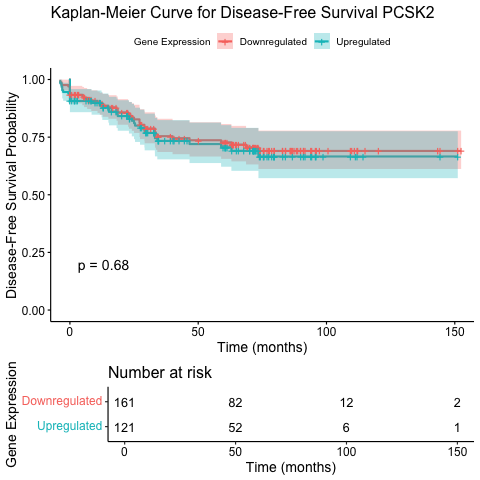 Kaplan-Meier Curve for Disease-Free Survival PCSK2
Gene Expression Downregulated Upregulated
Disease-Free Survival Probability
1.00
0.75
0.50
0.25
0.00
p = 0.68
0 50 100 150
Time (months)
Number at risk
Gene Expression
Downregulated 161 82 12 2
Upregulated 121 52 6 1
0 50 100 150
Time (months)